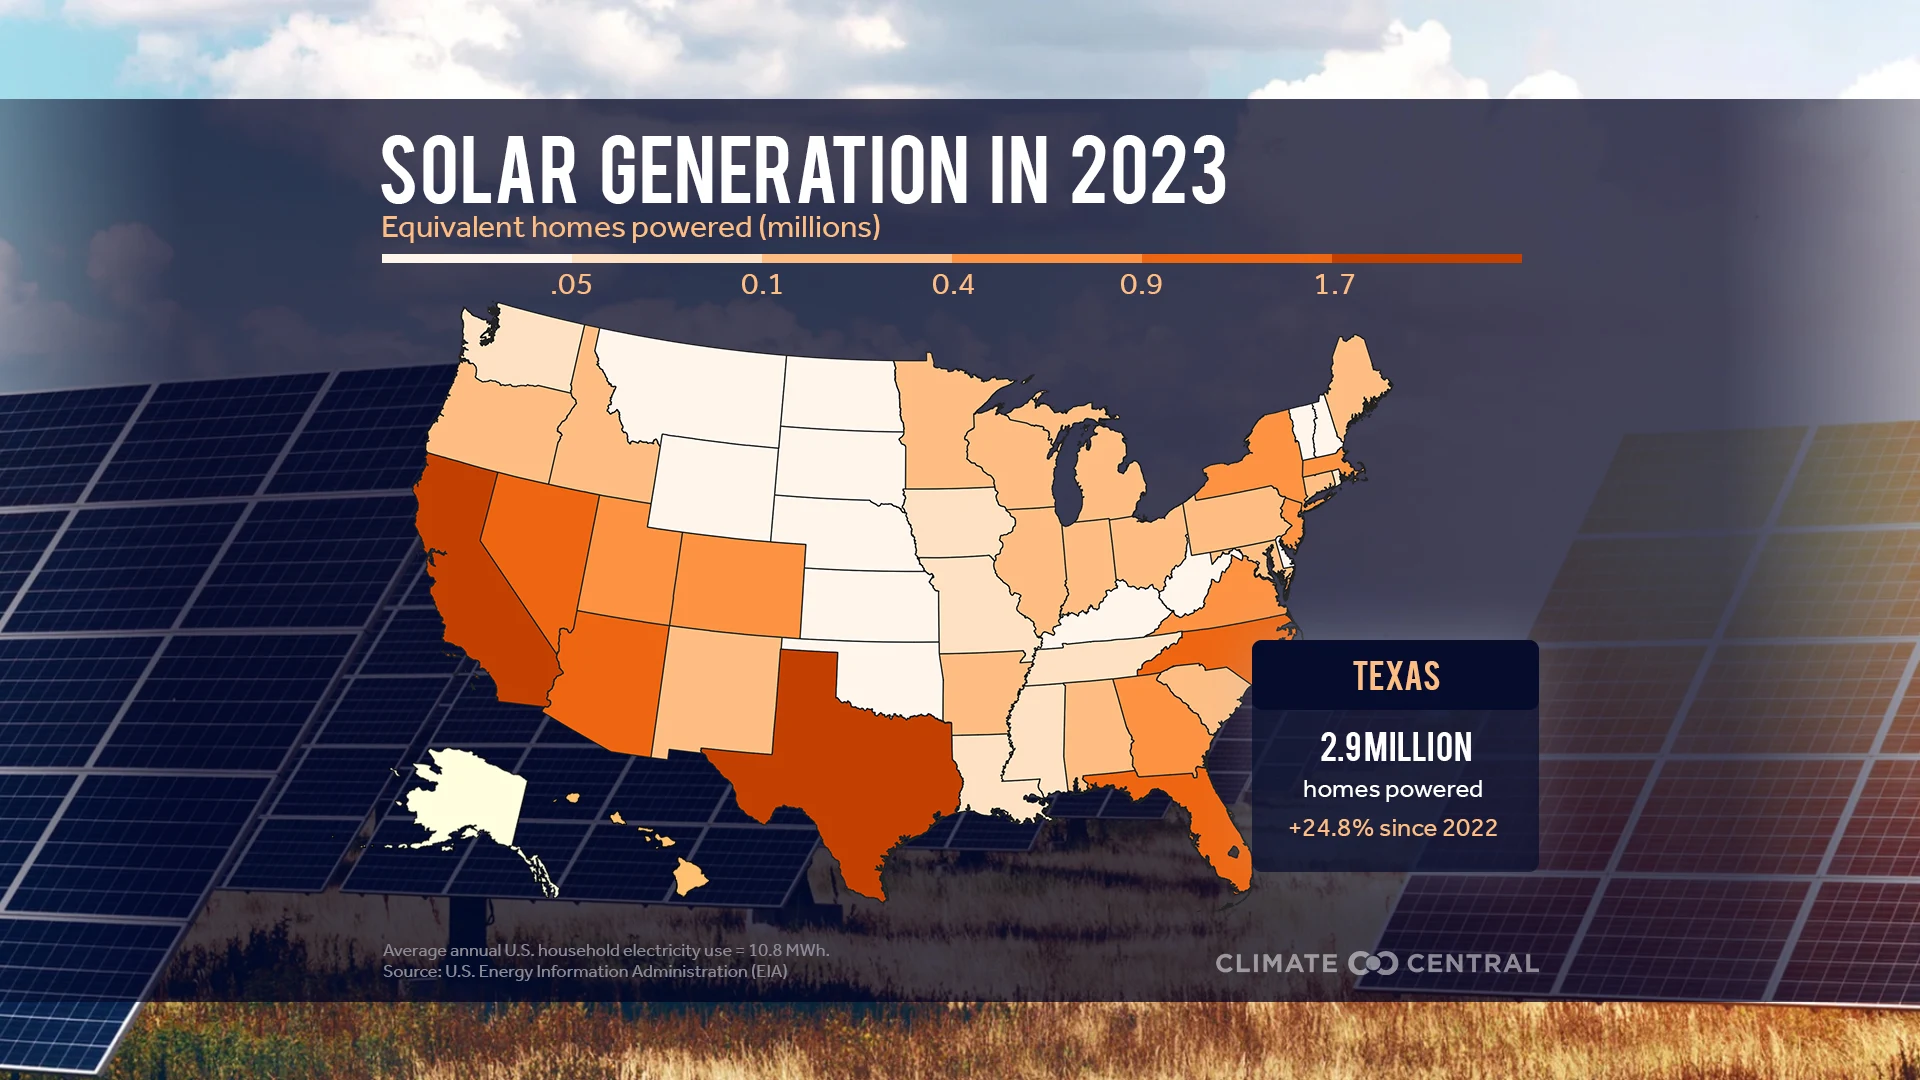 SOLAR GENERATION IN 2023
Equivalent homes powered (millions)
.05 0.1 0.4 0.9 1.7
TEXAS
2.9 MILLION
homes powered
+24.8% since 2022
Average annual U.S. household electricity use = 10.8 MWh.
Source: U.S. Energy Information Administration (EIA)
CLIMATE CENTRAL